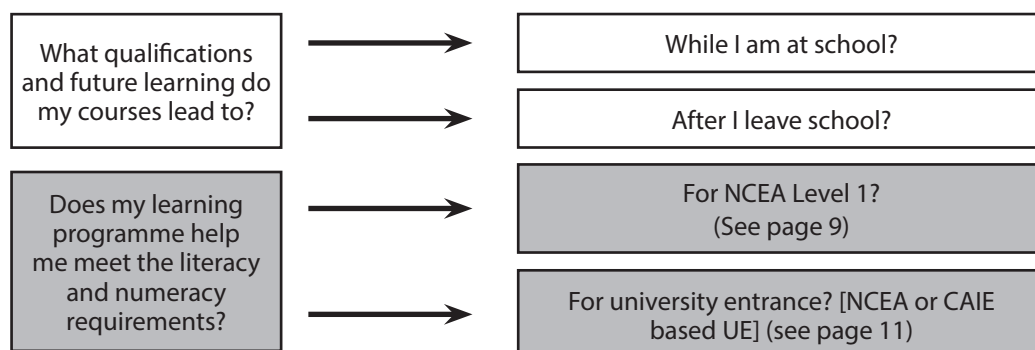 What qualifications
and future learning do
my courses lead to?
While I am at school?
After I leave school?
Does my learning
programme help
me meet the literacy
and numeracy
requirements?
For NCEA Level 1?
(See page 9)
For university entrance? [NCEA or CAIE
based UE] (see page 11)